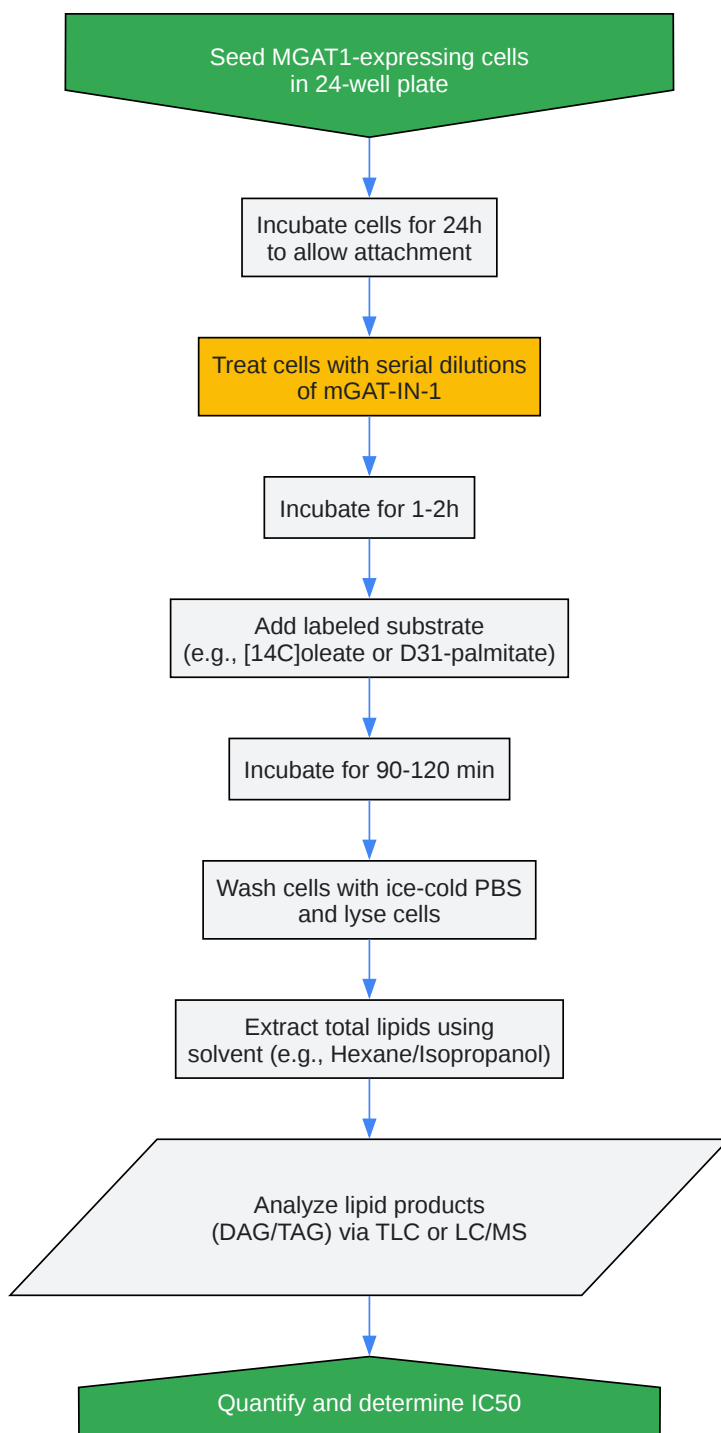 Seed MGAT1-expressing cells
in 24-well plate
Incubate cells for 24h
to allow attachment
Treat cells with serial dilutions
of mGAT-IN-1
Incubate for 1-2h
Add labeled substrate
(e.g., [14C]oleate or D31-palmitate)
Incubate for 90-120 min
Wash cells with ice-cold PBS
and lyse cells
Extract total lipids using
solvent (e.g., Hexane/Isopropanol)
Analyze lipid products
(DAG/TAG) via TLC or LC/MS
Quantify and determine IC50